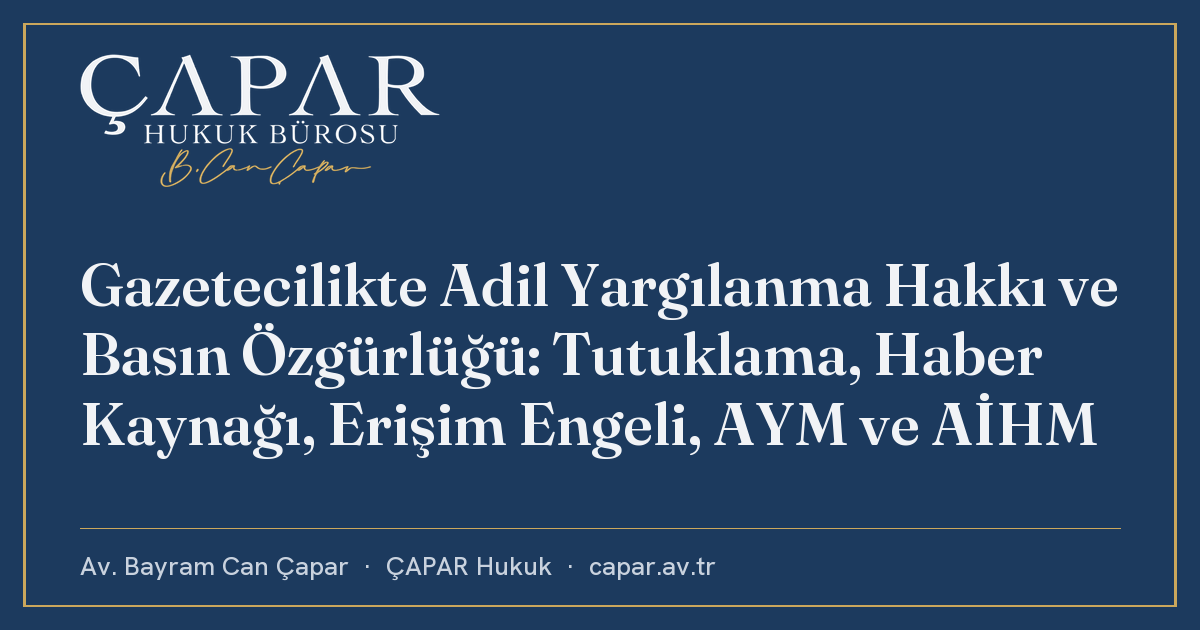 ÇAPAR
HUKUK BÜROSU
B.Can Çapar
Gazetecilikte Adil Yargılanma Hakkı ve
Basın Özgürlüğü: Tutuklama, Haber
Kaynağı, Erişim Engeli, AYM ve AİHM
Av. Bayram Can Çapar · ÇAPAR Hukuk · capar.av.tr